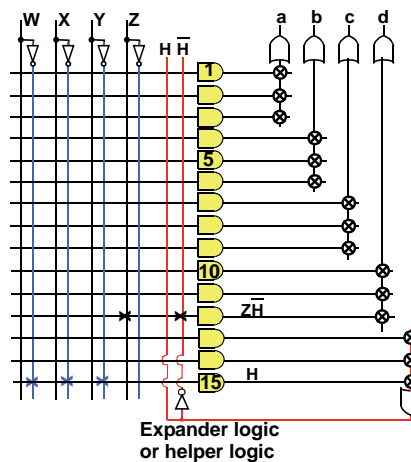 a b c d
W X Y Z
H H̅
1
5
10
ZH̅
15 H
Expander logic
or helper logic